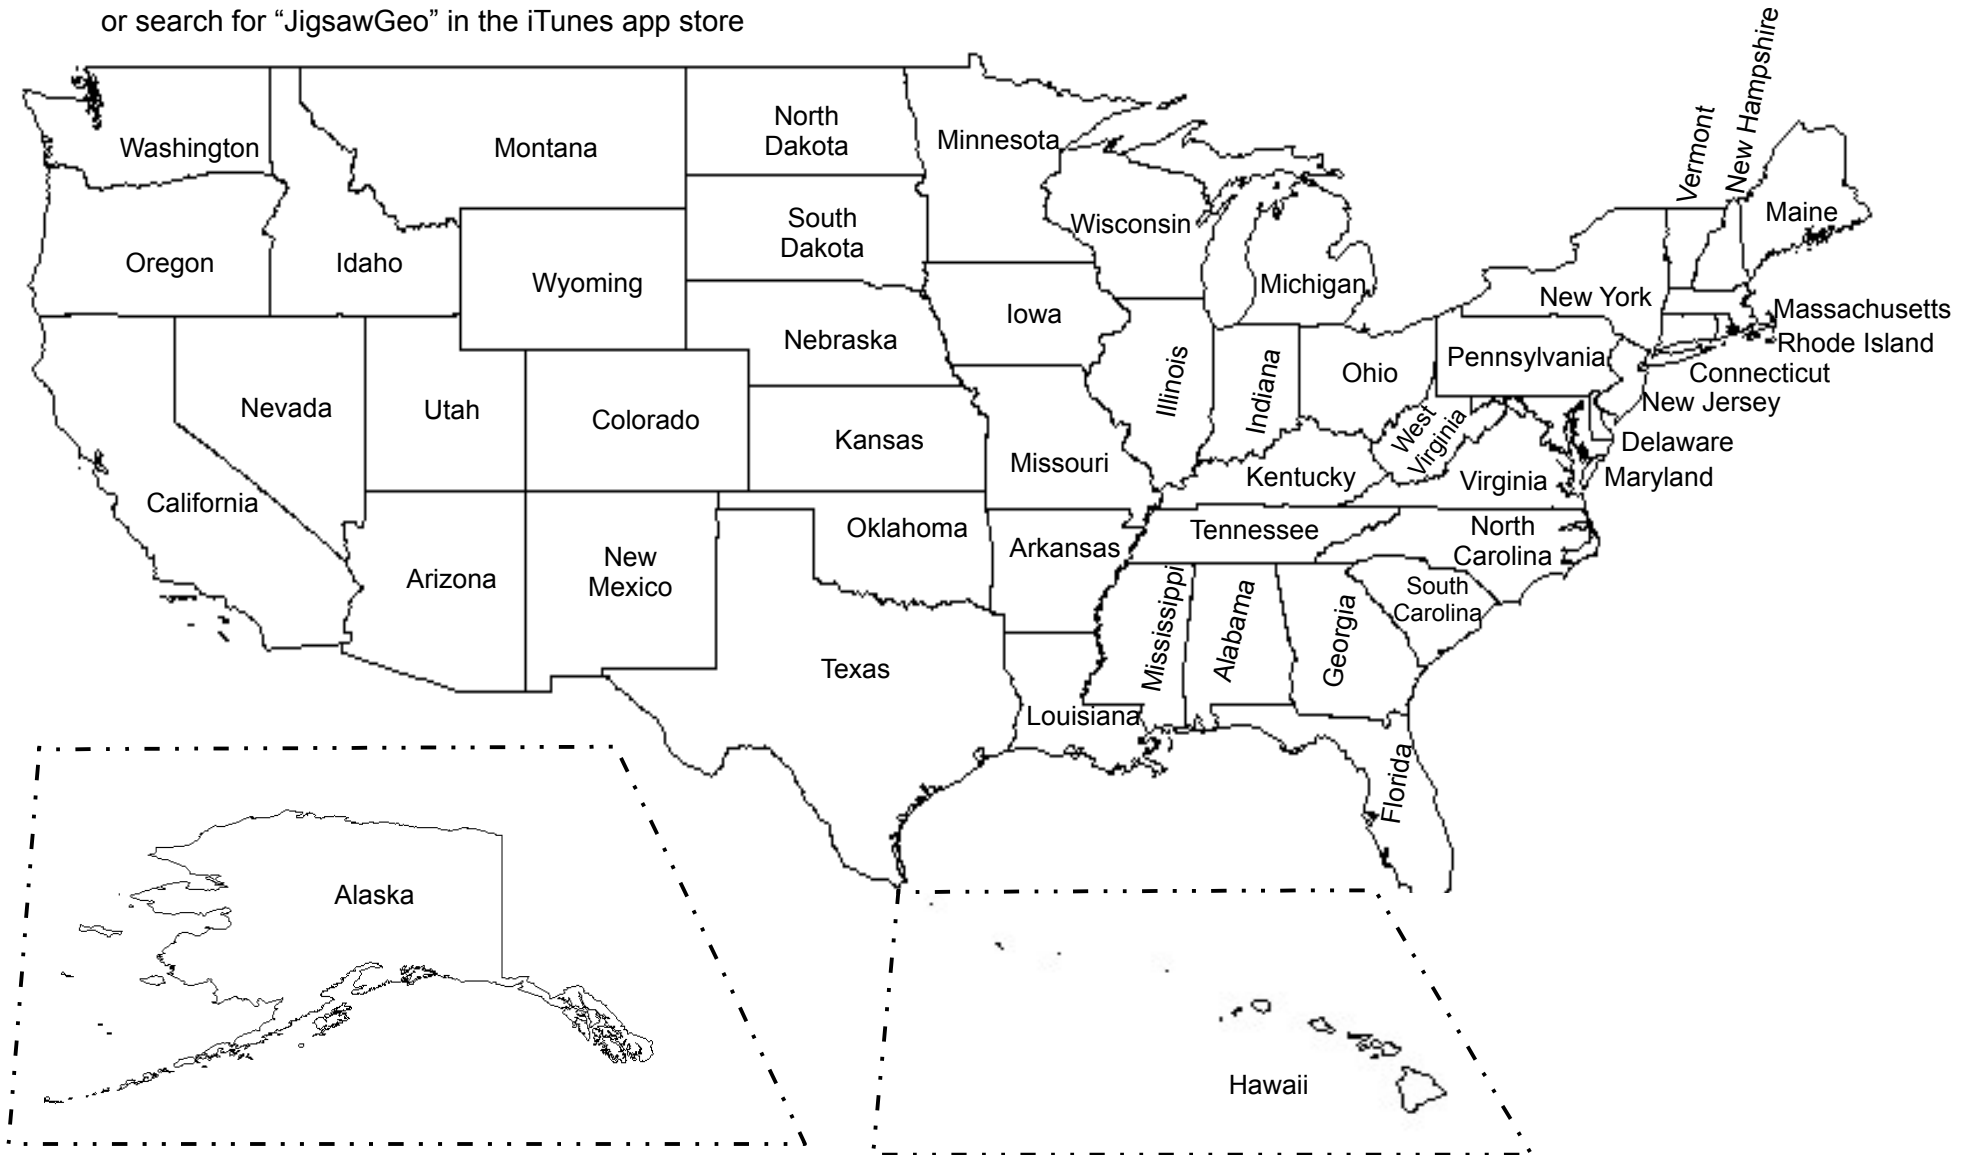 or search for “JigsawGeo” in the iTunes app store
New Hampshire
Vermont
Washington
Montana
North
Dakota
Minnesota
Maine
Oregon
Idaho
Wyoming
South
Dakota
Wisconsin
Michigan
New York
Massachusetts
Rhode Island
Connecticut
New Jersey
Delaware
Maryland
Nebraska
Iowa
Illinois
Indiana
Ohio
Pennsylvania
Nevada
Utah
Colorado
Kansas
Missouri
West
Virginia
Kentucky
Virginia
California
Arizona
New
Mexico
Oklahoma
Arkansas
Tennessee
North
Carolina
South
Carolina
Mississippi
Alabama
Georgia
Texas
Louisiana
Florida
Alaska
Hawaii